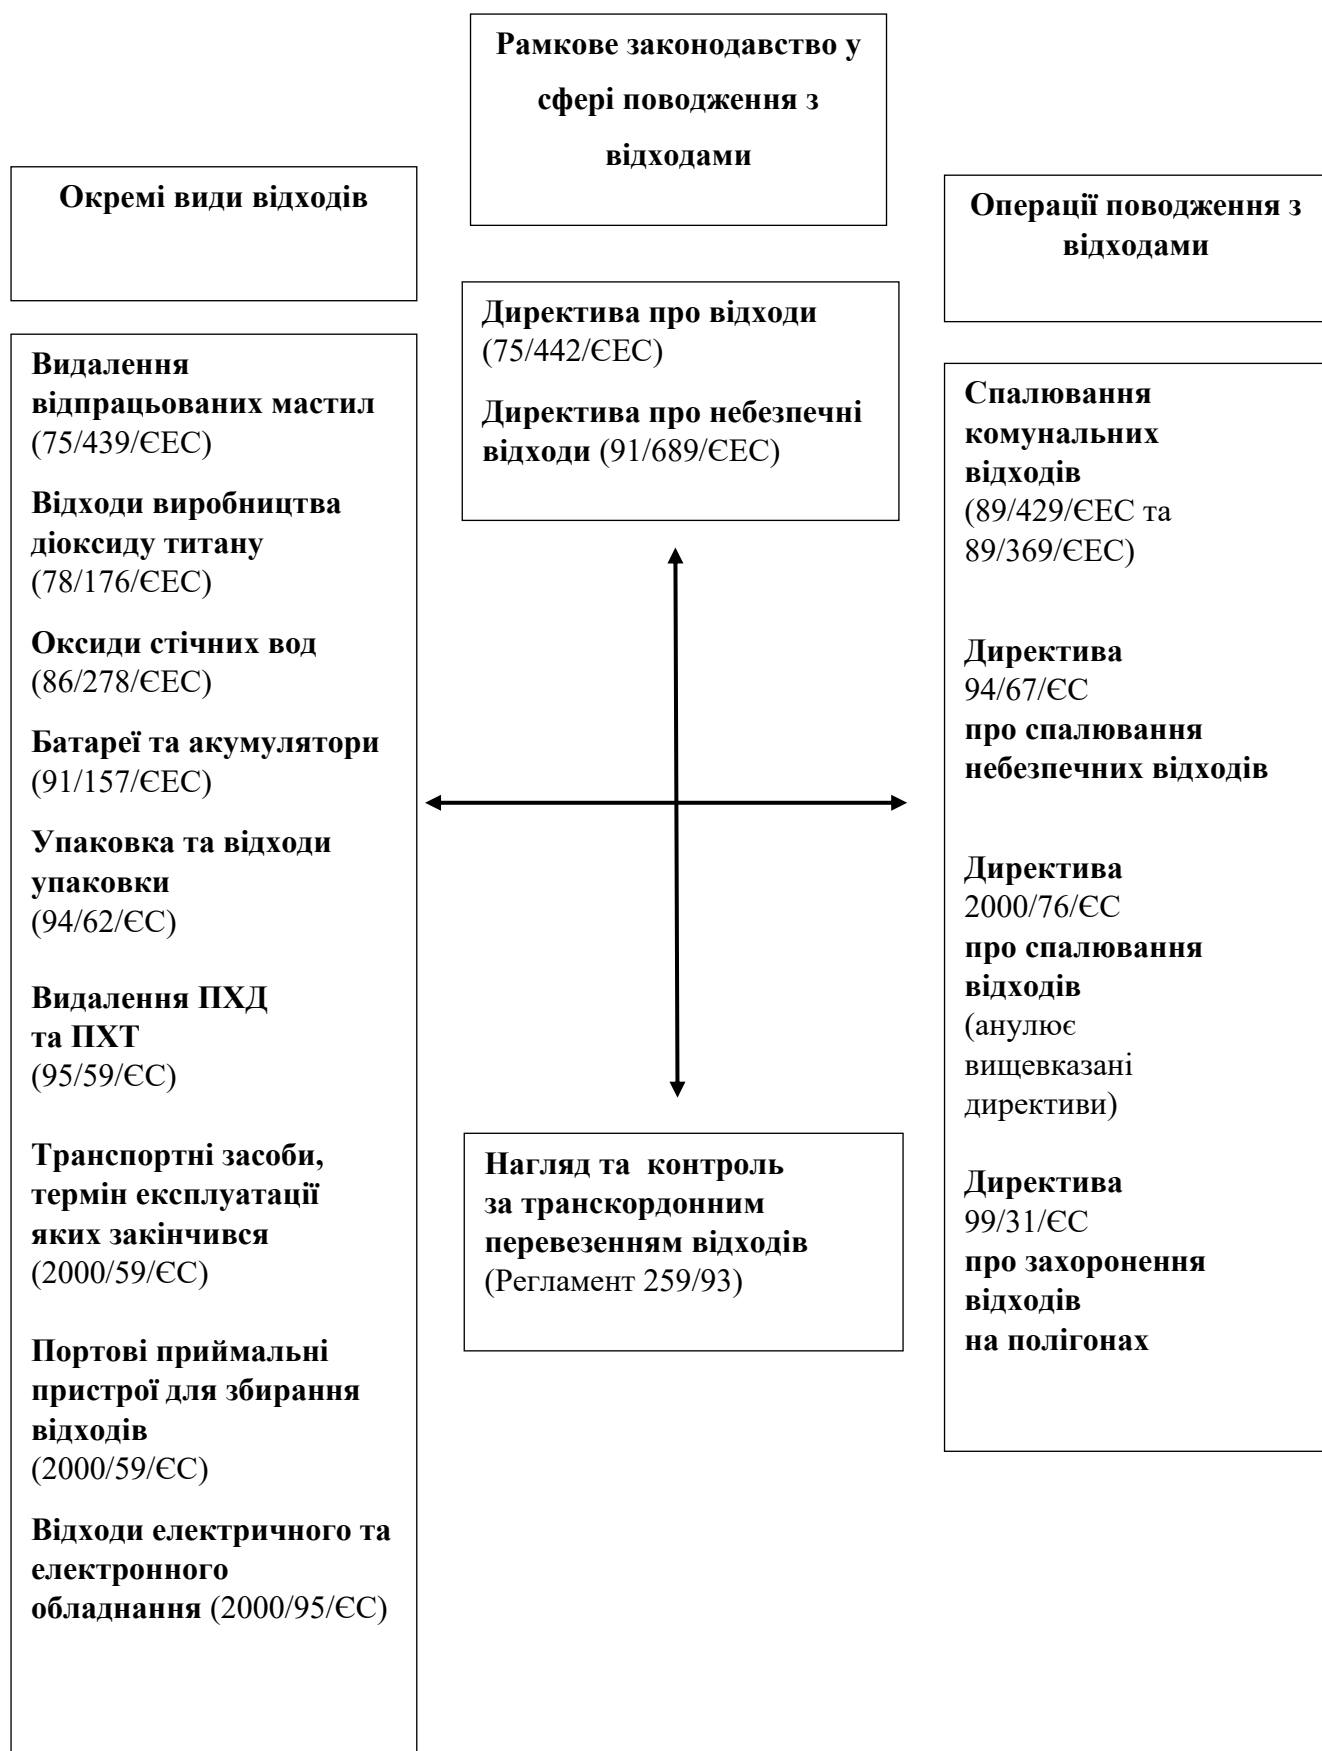 Рамкове законодавство у
сфері поводження з
відходами
Окремі види відходів
Операції поводження з
відходами
Директива про відходи
(75/442/ЄЕС)
Директива про небезпечні
відходи (91/689/ЄЕС)
Видалення
відпрацьованих мастил
(75/439/ЄЕС)
Відходи виробництва
діоксиду титану
(78/176/ЄЕС)
Оксиди стічних вод
(86/278/ЄЕС)
Батареї та акумулятори
(91/157/ЄЕС)
Упаковка та відходи
упаковки
(94/62/ЄС)
Видалення ПХД
та ПХТ
(95/59/ЄС)
Транспортні засоби,
термін експлуатації
яких закінчився
(2000/59/ЄС)
Портові приймальні
пристрої для збирання
відходів
(2000/59/ЄС)
Відходи електричного та
електронного
обладнання (2000/95/ЄС)
Спалювання
комунальних
відходів
(89/429/ЄЕС та
89/369/ЄЕС)
Директива
94/67/ЄС
про спалювання
небезпечних відходів
Директива
2000/76/ЄС
про спалювання
відходів
(анулює
вищевказані
директиви)
Директива
99/31/ЄС
про захоронення
відходів
на полігонах
Нагляд та контроль
за транскордонним
перевезенням відходів
(Регламент 259/93)